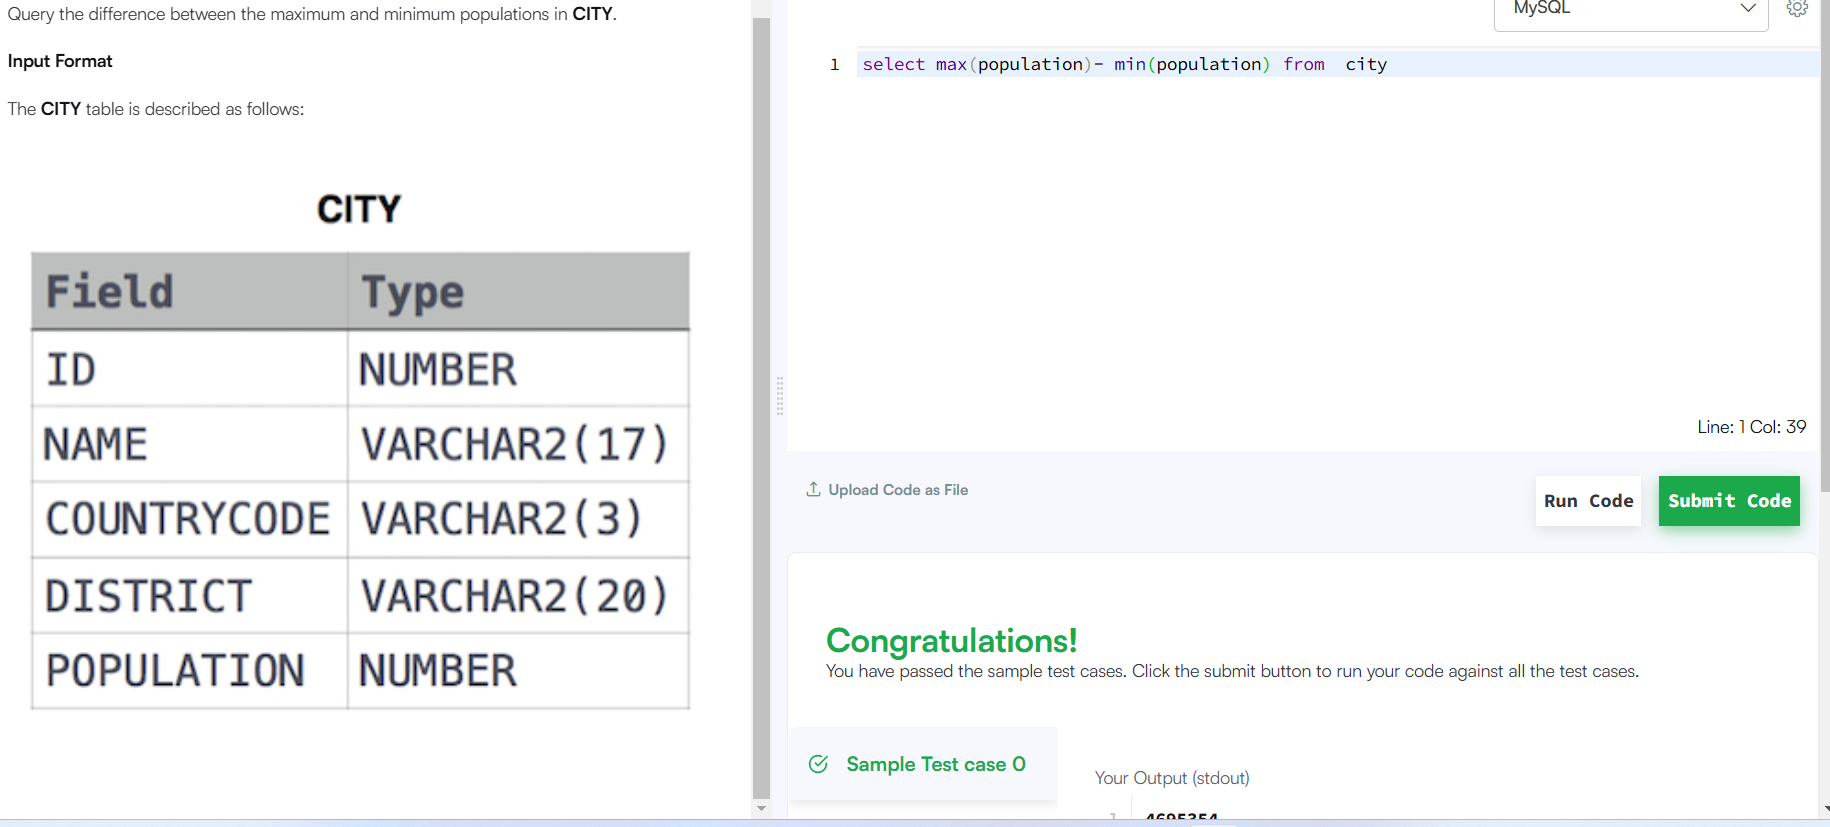 Query the difference between the maximum and minimum populations in CITY.
Input Format
The CITY table is described as follows:
CITY
Field Type
ID NUMBER
NAME VARCHAR2(17)
COUNTRYCODE VARCHAR2(3)
DISTRICT VARCHAR2(20)
POPULATION NUMBER
MySQL
1 select max(population)- min(population) from  city
Line: 1 Col: 39
Upload Code as File
Run Code
Submit Code
Congratulations!
You have passed the sample test cases. Click the submit button to run your code against all the test cases.
Sample Test case 0
Your Output (stdout)